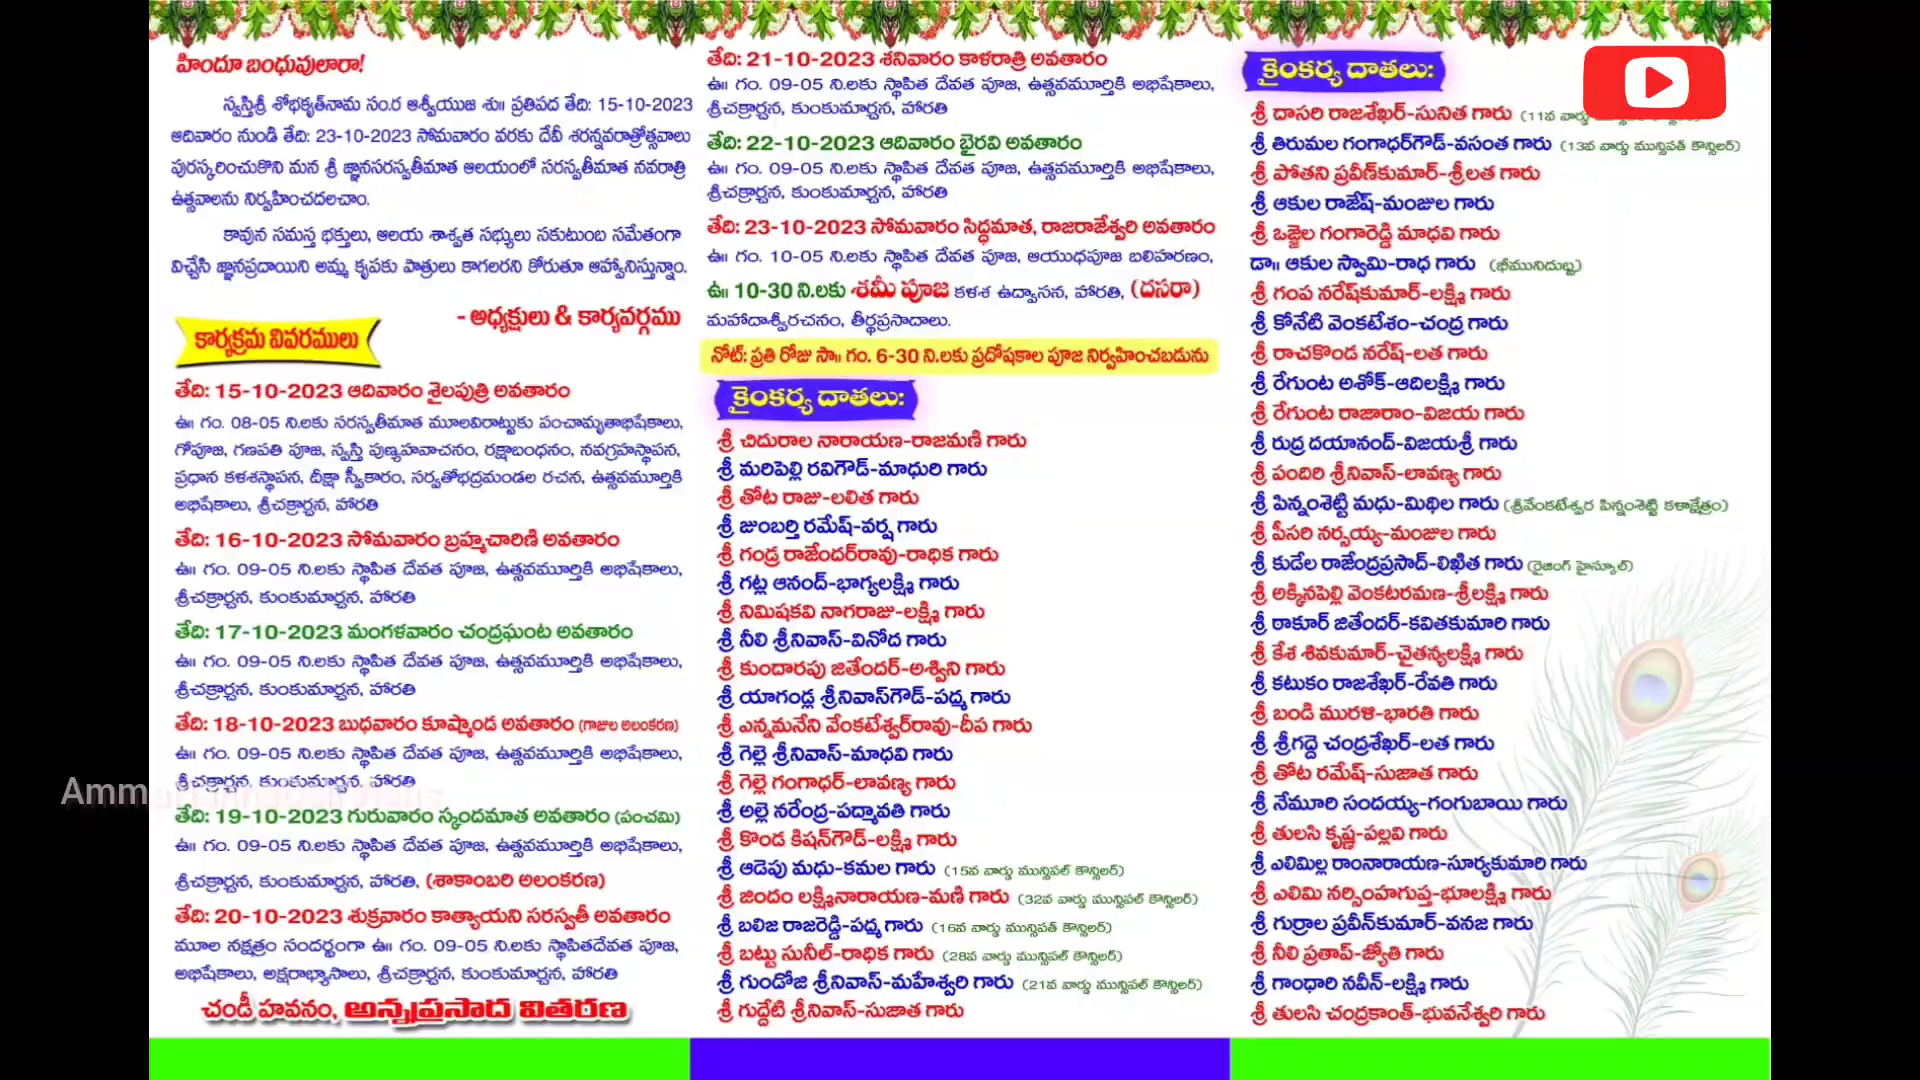 హిందూ బంధువులారా!
స్వస్తిశ్రీ శోభకృత్‌నామ సం.ర ఆశ్వీయుజ శు॥ ప్రతిపద తేది: 15-10-2023
ఆదివారం నుండి తేది: 23-10-2023 సోమవారం వరకు దేవీ శరన్నవరాత్రోత్సవాలు
పురస్కరించుకొని మన శ్రీ జ్ఞానసరస్వతీమాత ఆలయంలో సరస్వతీమాత నవరాత్రి
ఉత్సవాలను నిర్వహించదలచాం.
కావున సమస్త భక్తులు, ఆలయ శాశ్వత సభ్యులు సకుటుంబ సమేతంగా
విచ్చేసి జ్ఞానప్రదాయిని అమ్మ కృపకు పాత్రులు కాగలరని కోరుతూ ఆహ్వానిస్తున్నాం.
- అధ్యక్షులు & కార్యవర్గము
కార్యక్రమ వివరములు
తేది: 15-10-2023 ఆదివారం శైలపుత్రి అవతారం
ఉ॥ గం. 08-05 ని.లకు సరస్వతీమాత మూలవిరాట్టుకు పంచామృతాభిషేకాలు,
గోపూజ, గణపతి పూజ, స్వస్తి పుణ్యహవాచనం, రక్షాబంధనం, నవగ్రహస్థాపన,
ప్రధాన కళశస్థాపన, దీక్షా స్వీకారం, సర్వతోభద్రమండల రచన, ఉత్సవమూర్తికి
అభిషేకాలు, శ్రీచక్రార్చన, హారతి
తేది: 16-10-2023 సోమవారం బ్రహ్మచారిణి అవతారం
ఉ॥ గం. 09-05 ని.లకు స్థాపిత దేవత పూజ, ఉత్సవమూర్తికి అభిషేకాలు,
శ్రీచక్రార్చన, కుంకుమార్చన, హారతి
తేది: 17-10-2023 మంగళవారం చంద్రఘంట అవతారం
ఉ॥ గం. 09-05 ని.లకు స్థాపిత దేవత పూజ, ఉత్సవమూర్తికి అభిషేకాలు,
శ్రీచక్రార్చన, కుంకుమార్చన, హారతి
తేది: 18-10-2023 బుధవారం కూష్మాండ అవతారం (గాజుల అలంకరణ)
ఉ॥ గం. 09-05 ని.లకు స్థాపిత దేవత పూజ, ఉత్సవమూర్తికి అభిషేకాలు,
శ్రీచక్రార్చన, కుంకుమార్చన, హారతి
తేది: 19-10-2023 గురువారం స్కందమాత అవతారం (పంచమి)
ఉ॥ గం. 09-05 ని.లకు స్థాపిత దేవత పూజ, ఉత్సవమూర్తికి అభిషేకాలు,
శ్రీచక్రార్చన, కుంకుమార్చన, హారతి, (శాకాంబరి అలంకరణ)
తేది: 20-10-2023 శుక్రవారం కాత్యాయని సరస్వతీ అవతారం
మూల నక్షత్రం సందర్భంగా ఉ॥ గం. 09-05 ని.లకు స్థాపితదేవత పూజ,
అభిషేకాలు, అక్షరాభ్యాసాలు, శ్రీచక్రార్చన, కుంకుమార్చన, హారతి
చండీ హవనం, అన్నప్రసాద వితరణ
తేది: 21-10-2023 శనివారం కాళరాత్రి అవతారం
ఉ॥ గం. 09-05 ని.లకు స్థాపిత దేవత పూజ, ఉత్సవమూర్తికి అభిషేకాలు,
శ్రీచక్రార్చన, కుంకుమార్చన, హారతి
తేది: 22-10-2023 ఆదివారం భైరవి అవతారం
ఉ॥ గం. 09-05 ని.లకు స్థాపిత దేవత పూజ, ఉత్సవమూర్తికి అభిషేకాలు,
శ్రీచక్రార్చన, కుంకుమార్చన, హారతి
తేది: 23-10-2023 సోమవారం సిద్ధమాత, రాజరాజేశ్వరి అవతారం
ఉ॥ గం. 10-05 ని.లకు స్థాపిత దేవత పూజ, ఆయుధపూజ బలిహరణం,
ఉ॥ 10-30 ని.లకు శమీ పూజ కళశ ఉద్వాసన, హారతి, (దసరా)
మహాదాశ్వీరచనం, తీర్థప్రసాదాలు.
నోట్: ప్రతి రోజు సా॥ గం. 6-30 ని.లకు ప్రదోషకాల పూజ నిర్వహించబడును
కైంకర్య దాతలు:
శ్రీ చిదురాల నారాయణ-రాజమణి గారు
శ్రీ మరిపెల్లి రవిగౌడ్-మాధురి గారు
శ్రీ తోట రాజు-లలిత గారు
శ్రీ జుంబర్తి రమేష్-వర్ష గారు
శ్రీ గండ్ర రాజేందర్‌రావు-రాధిక గారు
శ్రీ గట్ల ఆనంద్-భాగ్యలక్ష్మి గారు
శ్రీ నిమిషకవి నాగరాజు-లక్ష్మి గారు
శ్రీ నీలి శ్రీనివాస్-వినోద గారు
శ్రీ కుందారపు జితేందర్-అశ్విని గారు
శ్రీ యాగండ్ల శ్రీనివాస్‌గౌడ్-పద్మ గారు
శ్రీ ఎన్నమనేని వేంకటేశ్వర్‌రావు-దీప గారు
శ్రీ గెల్లె శ్రీనివాస్-మాధవి గారు
శ్రీ గెల్లె గంగాధర్-లావణ్య గారు
శ్రీ అల్లె నరేంద్ర-పద్మావతి గారు
శ్రీ కొండ కిషన్‌గౌడ్-లక్ష్మి గారు
శ్రీ ఆడెపు మధు-కమల గారు (15వ వార్డు మున్సిపల్ కౌన్సిలర్)
శ్రీ జిందం లక్ష్మీనారాయణ-మణి గారు (32వ వార్డు మున్సిపల్ కౌన్సిలర్)
శ్రీ బలిజ రాజరెడ్డి-పద్మ గారు (16వ వార్డు మున్సిపల్ కౌన్సిలర్)
శ్రీ బట్టు సునీల్-రాధిక గారు (28వ వార్డు మున్సిపల్ కౌన్సిలర్)
శ్రీ గుండోజి శ్రీనివాస్-మహేశ్వరి గారు (21వ వార్డు మున్సిపల్ కౌన్సిలర్)
శ్రీ గుద్దేటి శ్రీనివాస్-సుజాత గారు
కైంకర్య దాతలు:
శ్రీ దాసరి రాజశేఖర్-సునిత గారు (11వ వార్డు
శ్రీ తిరుమల గంగాధర్‌గౌడ్-వసంత గారు (13వ వార్డు మున్సిపల్ కౌన్సిలర్)
శ్రీ పోతని ప్రవీణ్‌కుమార్-శ్రీలత గారు
శ్రీ ఆకుల రాజేష్-మంజుల గారు
శ్రీ ఒజ్జెల గంగారెడ్డి మాధవి గారు
డా॥ ఆకుల స్వామి-రాధ గారు (భీమునిదుబ్బ)
శ్రీ గంప నరేష్‌కుమార్-లక్ష్మి గారు
శ్రీ కోనేటి వెంకటేశం-చంద్ర గారు
శ్రీ రాచకొండ నరేష్-లత గారు
శ్రీ రేగుంట అశోక్-ఆదిలక్ష్మి గారు
శ్రీ రేగుంట రాజారాం-విజయ గారు
శ్రీ రుద్ర దయానంద్-విజయశ్రీ గారు
శ్రీ పందిరి శ్రీనివాస్-లావణ్య గారు
శ్రీ పిన్నంశెట్టి మధు-మిథిల గారు (శ్రీవేంకటేశ్వర పిన్నంశెట్టి కళాక్షేత్రం)
శ్రీ పీసరి నర్సయ్య-మంజుల గారు
శ్రీ కుడేల రాజేంద్రప్రసాద్-లిఖిత గారు (రైజింగ్ హైస్కూల్)
శ్రీ అక్కినపెల్లి వెంకటరమణ-శ్రీలక్ష్మి గారు
శ్రీ ఠాకూర్ జితేందర్-కవితకుమారి గారు
శ్రీ కేశ శివకుమార్-చైతన్యలక్ష్మి గారు
శ్రీ కటుకం రాజశేఖర్-రేవతి గారు
శ్రీ బండి మురళి-భారతి గారు
శ్రీ శ్రీగద్దె చంద్రశేఖర్-లత గారు
శ్రీ తోట రమేష్-సుజాత గారు
శ్రీ నేమూరి సందయ్య-గంగుబాయి గారు
శ్రీ తులసి కృష్ణ-పల్లవి గారు
శ్రీ ఎలిమిల్ల రాంనారాయణ-సూర్యకుమారి గారు
శ్రీ ఎలిమి నర్సింహగుప్త-భూలక్ష్మి గారు
శ్రీ గుర్రాల ప్రవీన్‌కుమార్-వనజ గారు
శ్రీ నీలి ప్రతాప్-జ్యోతి గారు
శ్రీ గాంధారి నవీన్-లక్ష్మి గారు
శ్రీ తులసి చంద్రకాంత్-భువనేశ్వరి గారు